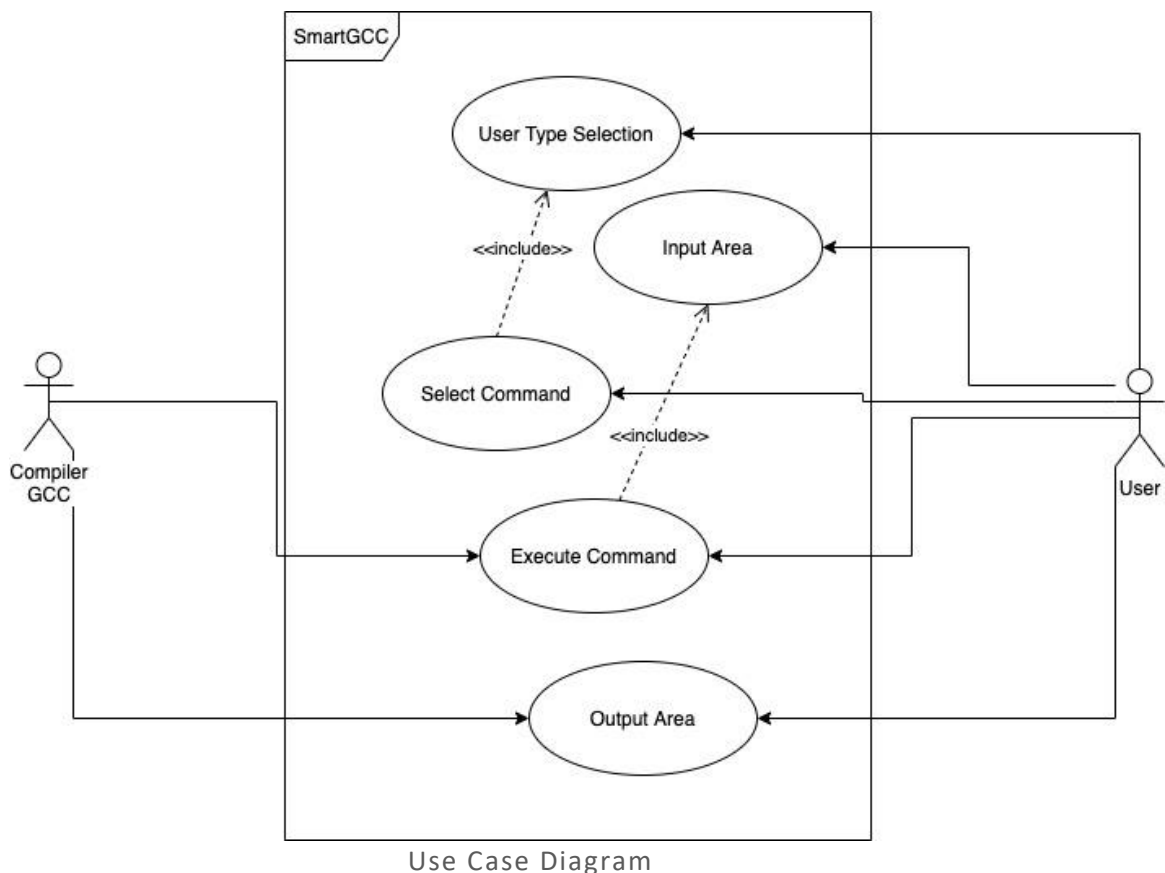 SmartGCC
User Type Selection
<<include>>
Input Area
Select Command
<<include>>
Compiler
GCC
User
Execute Command
Output Area
Use Case Diagram